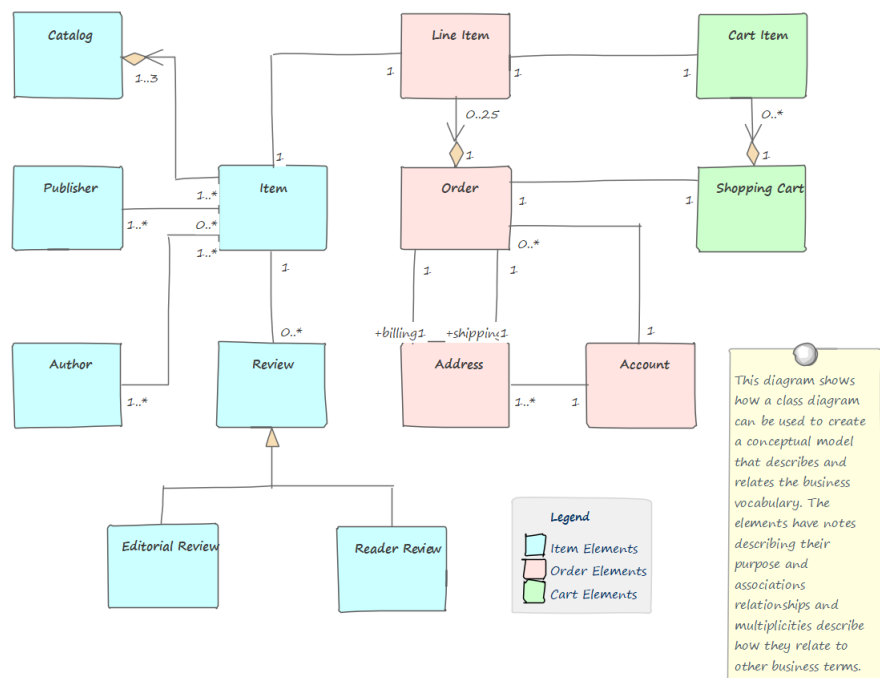 Catalog
Line Item
Cart Item
1..3
1
1
1
0..25
0..*
1
1
1
Publisher
Item
Order
Shopping Cart
1..*
1..*
0..*
1..*
1
1
0..*
1
1
1
+billing1
+shipping1
0..*
1
Author
Review
Address
Account
1..*
1..*
1
Editorial Review
Reader Review
Legend
Item Elements
Order Elements
Cart Elements
This diagram shows
how a class diagram
can be used to create
a conceptual model
that describes and
relates the business
vocabulary. The
elements have notes
describing their
purpose and
associations
relationships and
multiplicities describe
how they relate to
other business terms.